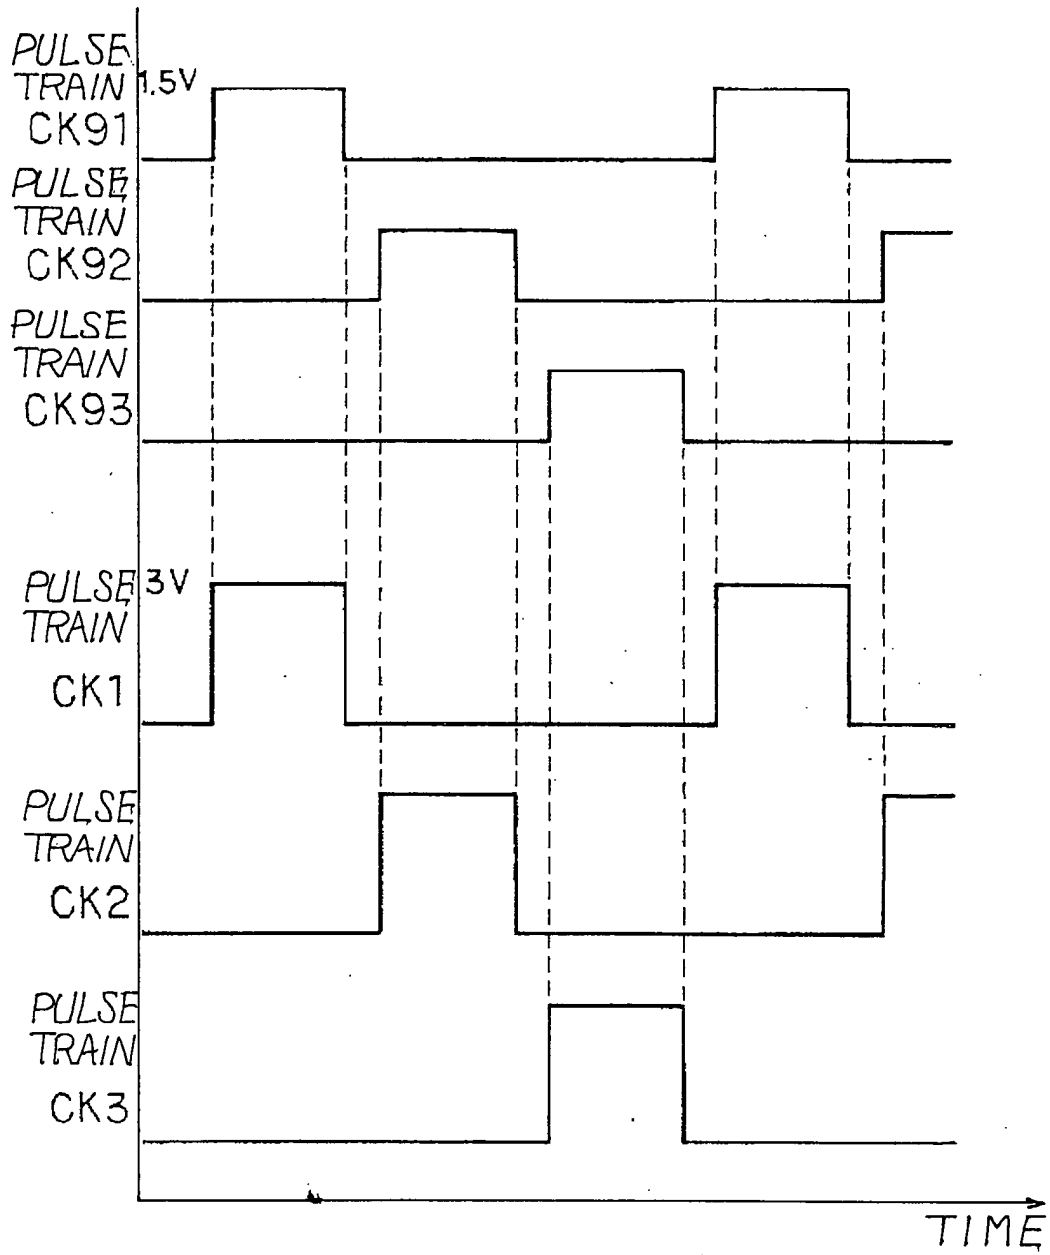 PULSE
TRAIN 1.5V
CK91
PULSE
TRAIN
CK92
PULSE
TRAIN
CK93
PULSE 3V
TRAIN
CK1
PULSE
TRAIN
CK2
PULSE
TRAIN
CK3
TIME